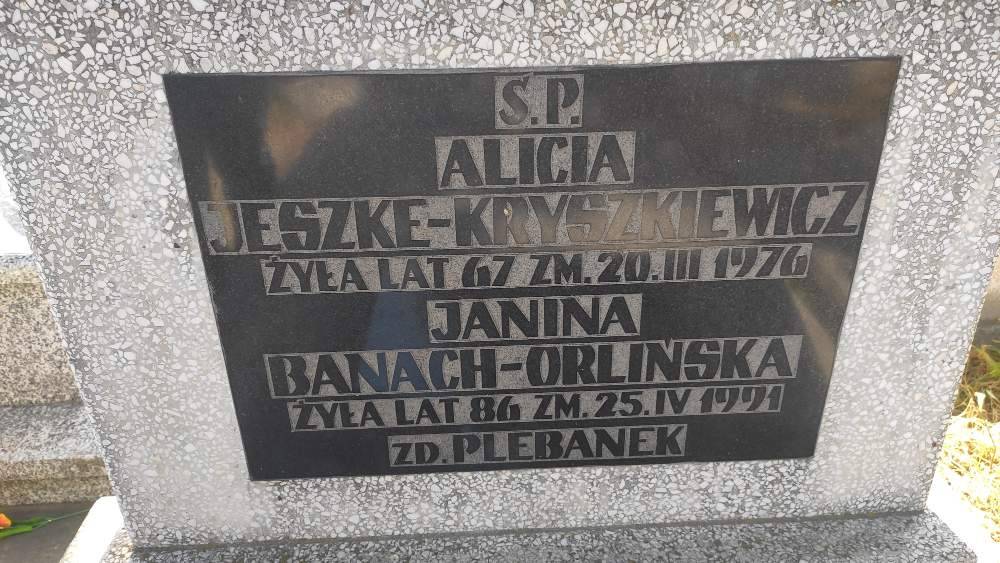 Ś.P.
ALICJA
JESZKE-KRYSZKIEWICZ
ŻYŁA LAT 67 ZM. 20.III 1976
JANINA
BANACH-ORLIŃSKA
ŻYŁA LAT 86 ZM. 25.IV 1991
ZD. PLEBANEK